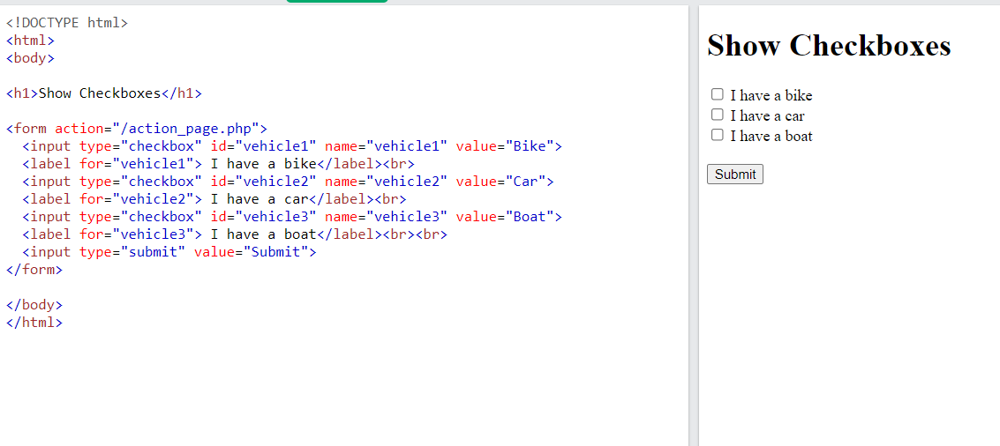 <!DOCTYPE html>
<html>
<body>
<h1>Show Checkboxes</h1>
<form action="/action_page.php">
<input type="checkbox" id="vehicle1" name="vehicle1" value="Bike">
<label for="vehicle1"> I have a bike</label><br>
<input type="checkbox" id="vehicle2" name="vehicle2" value="Car">
<label for="vehicle2"> I have a car</label><br>
<input type="checkbox" id="vehicle3" name="vehicle3" value="Boat">
<label for="vehicle3"> I have a boat</label><br><br>
<input type="submit" value="Submit">
</form>
</body>
</html>
Show Checkboxes
I have a bike
I have a car
I have a boat
Submit